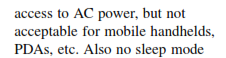 access to AC power, but not
acceptable for mobile handhelds,
PDAs, etc. Also no sleep mode